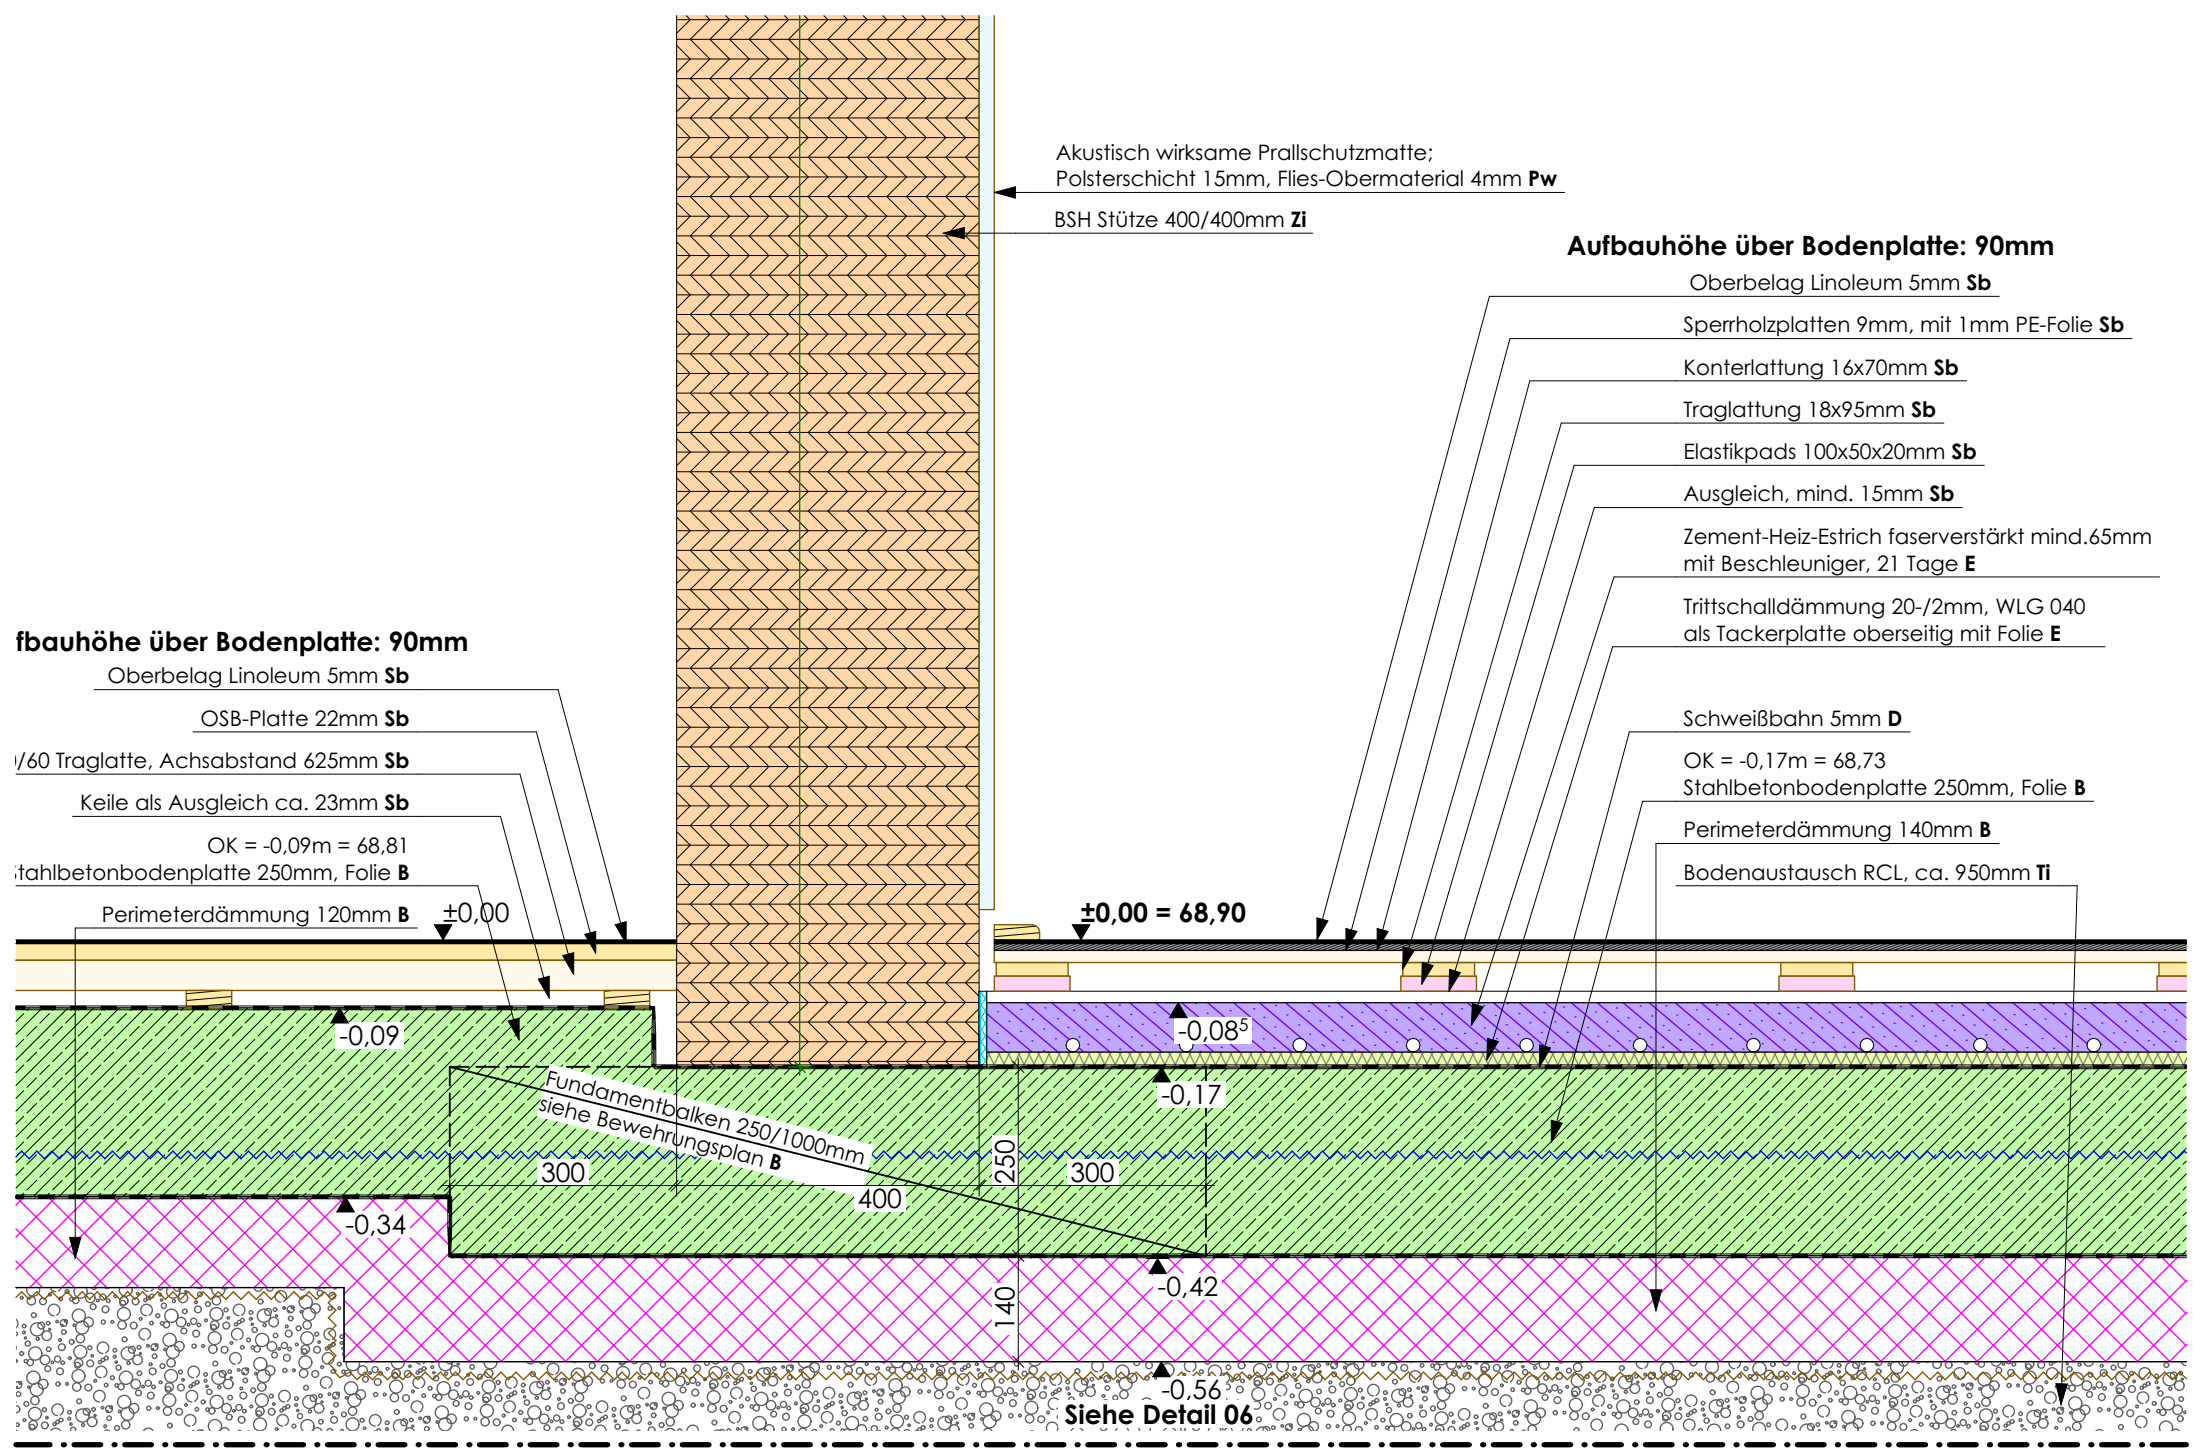 Akustisch wirksame Prallschutzmatte;
Polsterschicht 15mm, Flies-Obermaterial 4mm Pw
BSH Stütze 400/400mm Zi
Aufbauhöhe über Bodenplatte: 90mm
Oberbelag Linoleum 5mm Sb
Sperrholzplatten 9mm, mit 1mm PE-Folie Sb
Konterlattung 16x70mm Sb
Traglattung 18x95mm Sb
Elastikpads 100x50x20mm Sb
Ausgleich, mind. 15mm Sb
Zement-Heiz-Estrich faserverstärkt mind.65mm
mit Beschleuniger, 21 Tage E
Trittschalldämmung 20-/2mm, WLG 040
als Tackerplatte oberseitig mit Folie E
Schweißbahn 5mm D
OK = -0,17m = 68,73
Stahlbetonbodenplatte 250mm, Folie B
Perimeterdämmung 140mm B
Bodenaustausch RCL, ca. 950mm Ti
fbauhöhe über Bodenplatte: 90mm
Oberbelag Linoleum 5mm Sb
OSB-Platte 22mm Sb
/60 Traglatte, Achsabstand 625mm Sb
Keile als Ausgleich ca. 23mm Sb
OK = -0,09m = 68,81
tahlbetonbodenplatte 250mm, Folie B
Perimeterdämmung 120mm B
±0,00
±0,00 = 68,90
-0,09
-0,08⁵
-0,17
Fundamentbalken 250/1000mm
siehe Bewehrungsplan B
300
400
250
300
-0,34
-0,42
140
-0,56
Siehe Detail 06